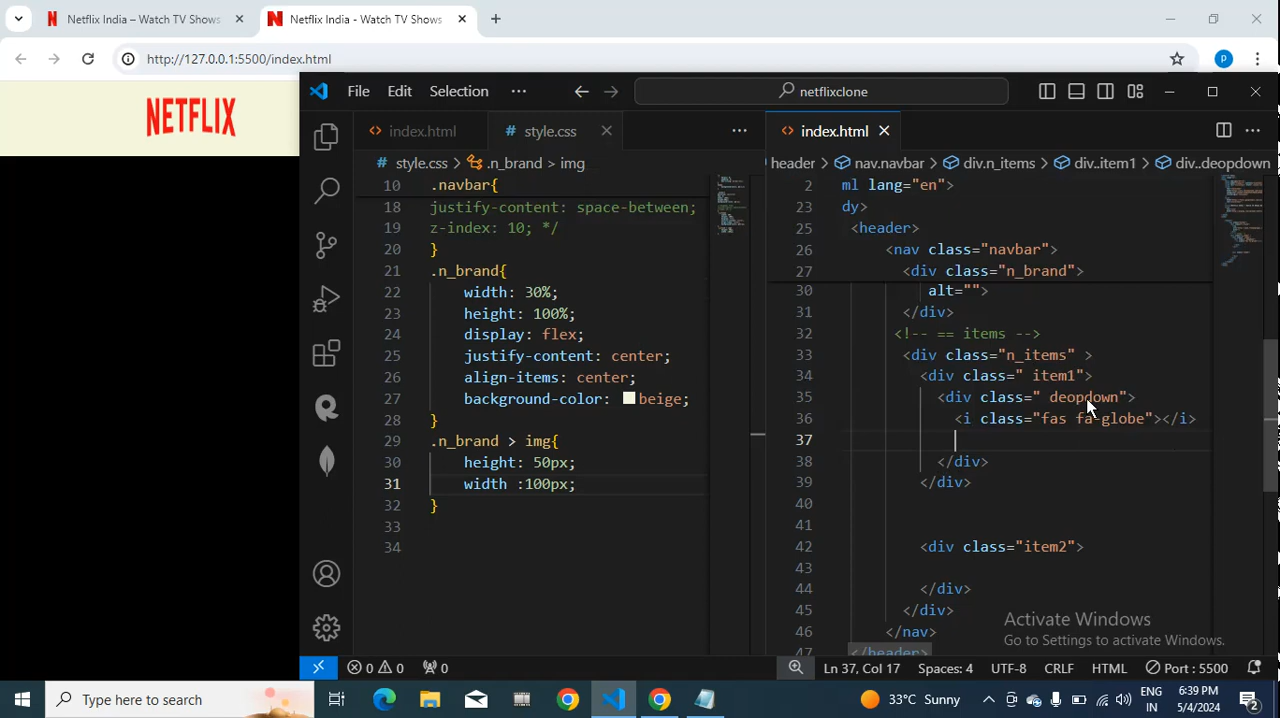 Netflix India – Watch TV Shows
Netflix India - Watch TV Shows
http://127.0.0.1:5500/index.html
P
NETFLIX
File Edit Selection ... netflixclone
index.html
# style.css
index.html
# style.css > .n_brand > img
header > nav.navbar > div.n_items > div..item1 > div..deopdown
10 .navbar{
18 justify-content: space-between;
19 z-index: 10; */
20 }
21 .n_brand{
22 width: 30%;
23 height: 100%;
24 display: flex;
25 justify-content: center;
26 align-items: center;
27 background-color: beige;
28 }
29 .n_brand > img{
30 height: 50px;
31 width :100px;
32 }
33
34
2 ml lang="en">
23 dy>
25 <header>
26 <nav class="navbar">
27 <div class="n_brand">
30 alt="">
31 </div>
32 <!-- == items -->
33 <div class="n_items" >
34 <div class=" item1">
35 <div class=" deopdown">
36 <i class="fas fa-globe"></i>
37
38 </div>
39 </div>
40
41
42 <div class="item2">
43
44 </div>
45 </div>
46 </nav>
47 </header>
Activate Windows
Go to Settings to activate Windows.
0 0 0
Ln 37, Col 17 Spaces: 4 UTF-8 CRLF HTML Port : 5500
Type here to search
33°C Sunny
ENG
IN
5:39 PM
5/4/2024
2